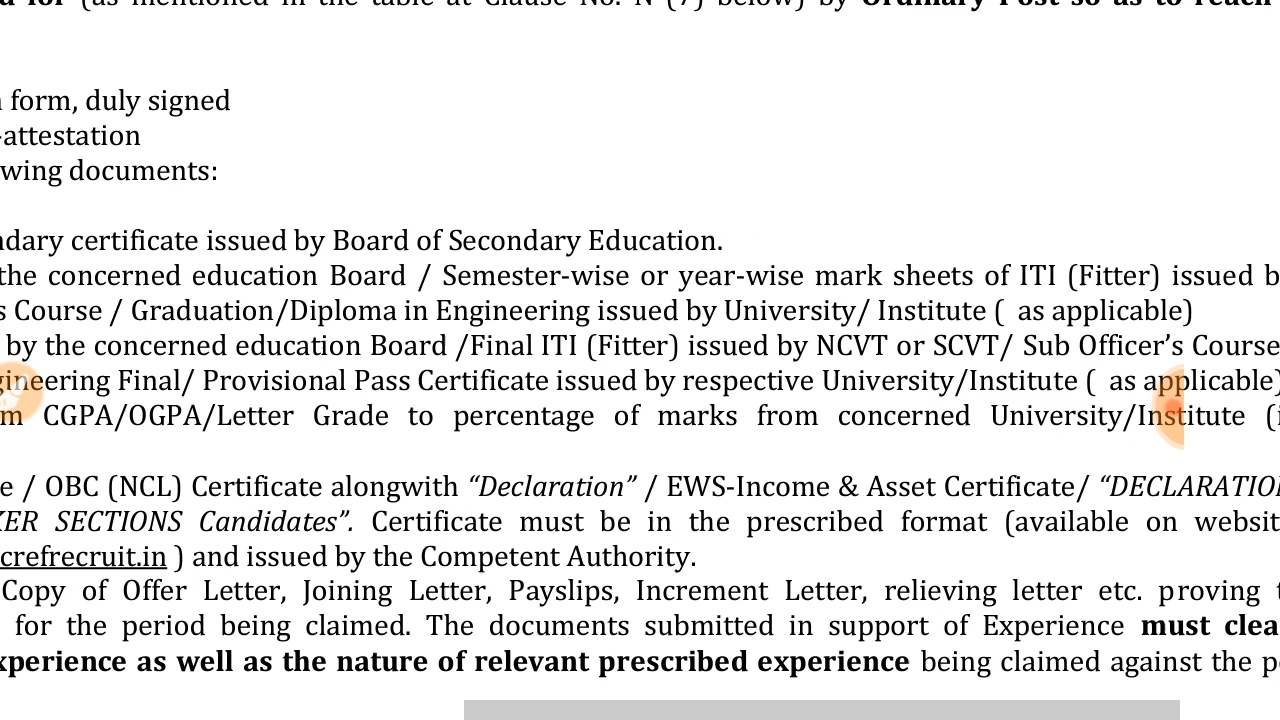 d for (as mentioned in the table at Clause No. N (7) below) by Ordinary Post so as to reach
form, duly signed
-attestation
wing documents:
ndary certificate issued by Board of Secondary Education.
the concerned education Board / Semester-wise or year-wise mark sheets of ITI (Fitter) issued b
s Course / Graduation/Diploma in Engineering issued by University/ Institute ( as applicable)
by the concerned education Board /Final ITI (Fitter) issued by NCVT or SCVT/ Sub Officer’s Course
gineering Final/ Provisional Pass Certificate issued by respective University/Institute ( as applicable)
m CGPA/OGPA/Letter Grade to percentage of marks from concerned University/Institute (i
e / OBC (NCL) Certificate alongwith “Declaration” / EWS-Income & Asset Certificate/ “DECLARATION
KER SECTIONS Candidates”. Certificate must be in the prescribed format (available on websit
crefrecruit.in ) and issued by the Competent Authority.
Copy of Offer Letter, Joining Letter, Payslips, Increment Letter, relieving letter etc. proving t
for the period being claimed. The documents submitted in support of Experience must clea
xperience as well as the nature of relevant prescribed experience being claimed against the p